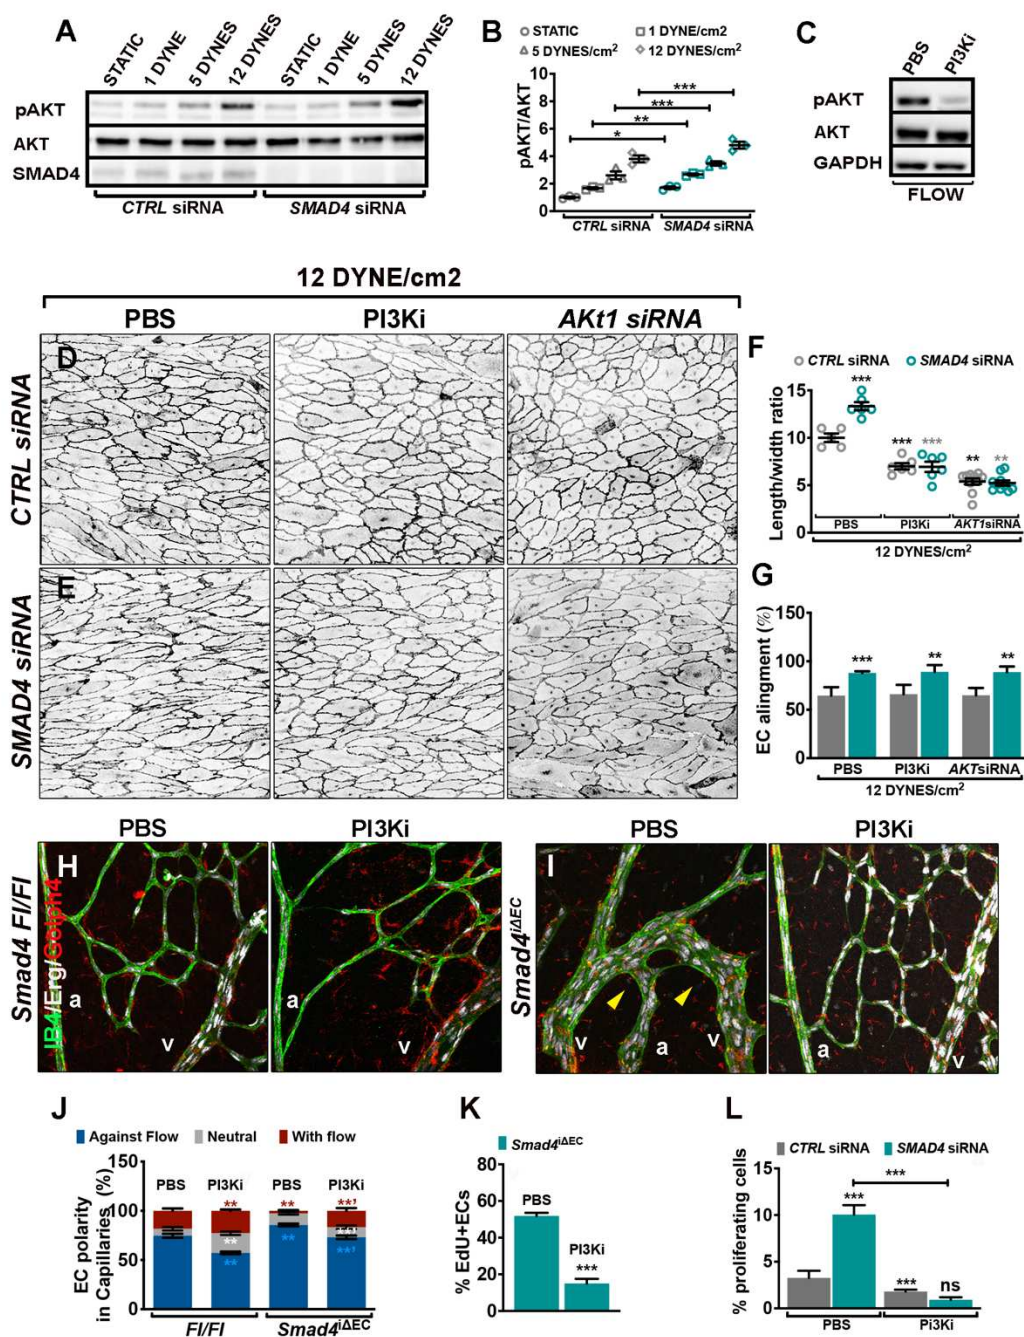 A
STATIC
1 DYNE
5 DYNES
12 DYNES
STATIC
1 DYNE
5 DYNES
12 DYNES
pAKT
AKT
SMAD4
CTRL siRNA
SMAD4 siRNA
B
STATIC
1 DYNE/cm2
5 DYNES/cm²
12 DYNES/cm²
pAKT/AKT
10
8
6
4
2
0
***
***
**
*
CTRL siRNA
SMAD4 siRNA
C
PBS
PI3Ki
pAKT
AKT
GAPDH
FLOW
12 DYNE/cm2
PBS
PI3Ki
AKt1 siRNA
D
CTRL siRNA
E
SMAD4 siRNA
F
CTRL siRNA
SMAD4 siRNA
Length/width ratio
15
10
5
0
***
***
***
**
**
PBS
PI3Ki
AKT1siRNA
12 DYNES/cm²
G
EC alingment (%)
150
100
50
0
***
**
**
PBS
PI3Ki
AKTsiRNA
12 DYNES/cm²
PBS
PI3Ki
PBS
PI3Ki
H
Smad4 Fl/Fl
IB4/Erg/Golph4
a
v
a
v
I
Smad4iΔEC
v
a
v
a
v
J
Against Flow
Neutral
With flow
EC polarity
in Capillaries (%)
150
100
50
0
PBS
PI3Ki
PBS
PI3Ki
**
**
**
**
**
**'
**'
Fl/Fl
Smad4iΔEC
K
Smad4iΔEC
% EdU+ECs
80
60
40
20
0
PBS
PI3Ki
***
L
CTRL siRNA
SMAD4 siRNA
% proliferating cells
15
10
5
0
***
***
***
ns
PBS
Pi3Ki